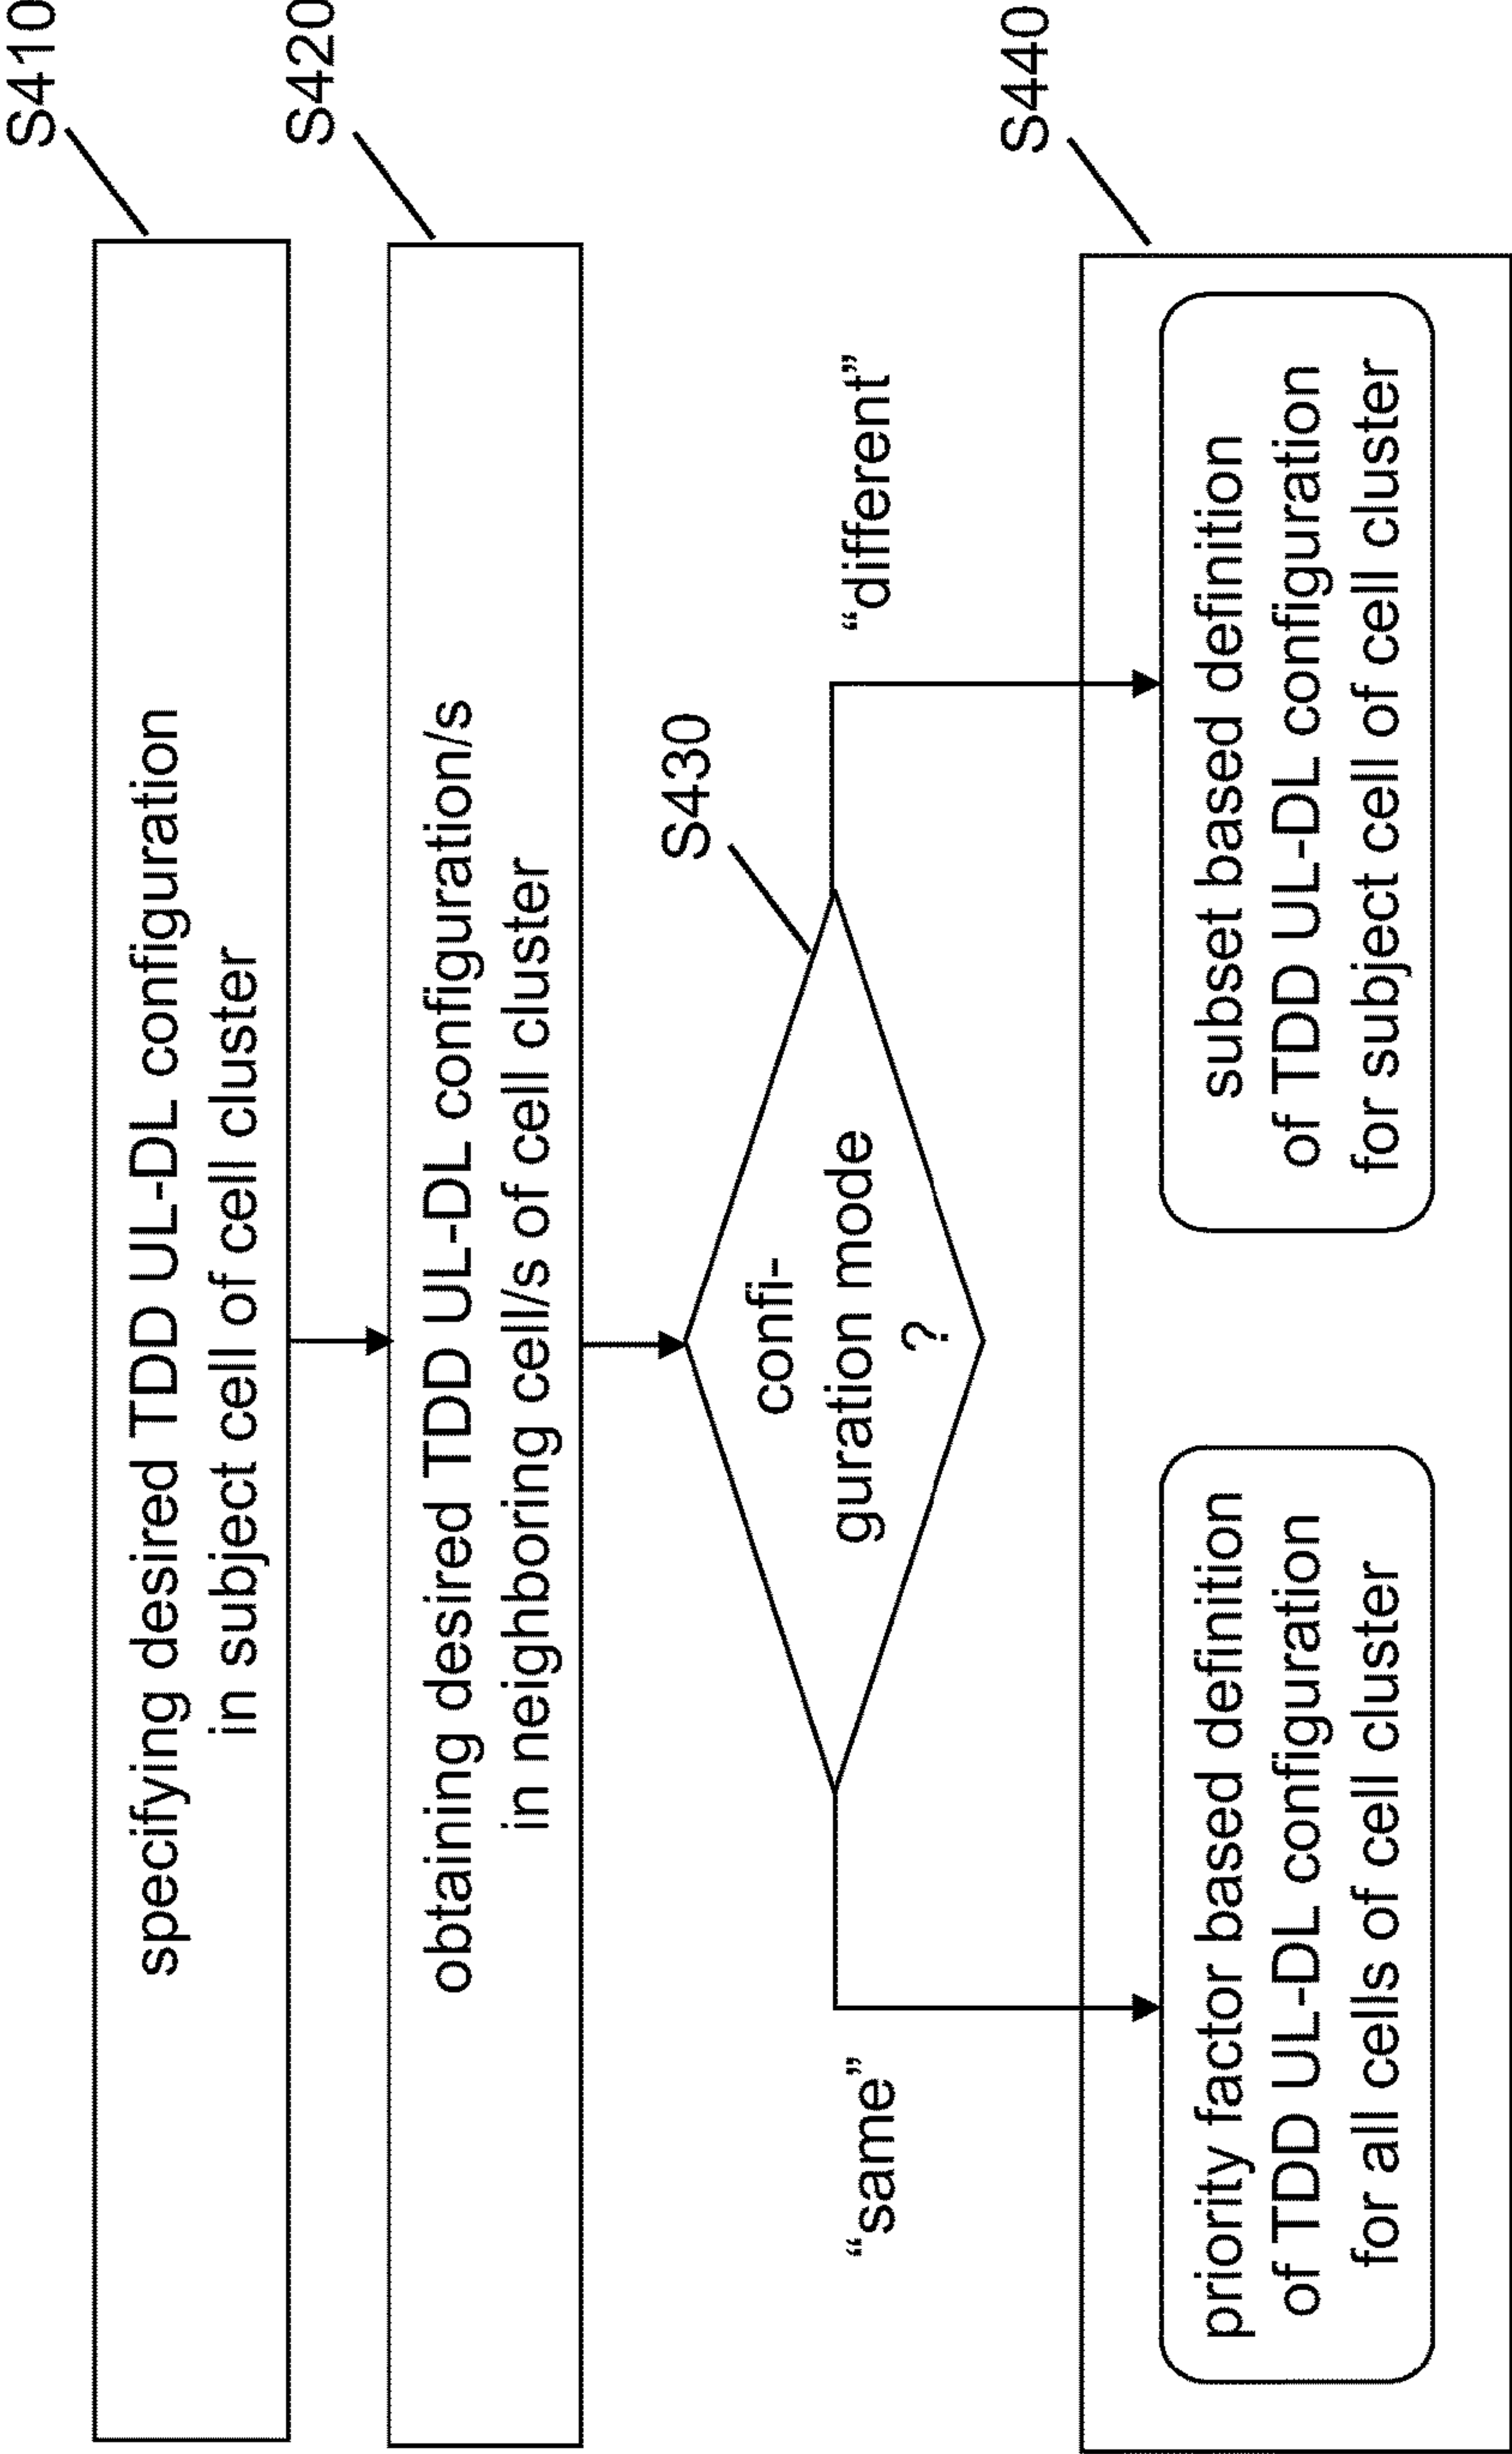 S410
specifying desired TDD UL-DL configuration
in subject cell of cell cluster
S420
obtaining desired TDD UL-DL configuration/s
in neighboring cell/s of cell cluster
S430
confi-
guration mode
?
“same”
“different”
S440
priority factor based definition
of TDD UL-DL configuration
for all cells of cell cluster
subset based definition
of TDD UL-DL configuration
for subject cell of cell cluster